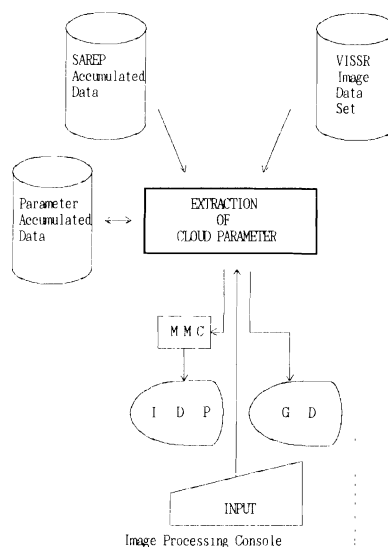 SAREP
Accumulated
Data
VISSR
Image
Data
Set
Parameter
Accumulated
Data
EXTRACTION
OF
CLOUD PARAMETER
M M C
I D P
G D
INPUT
Image Processing Console